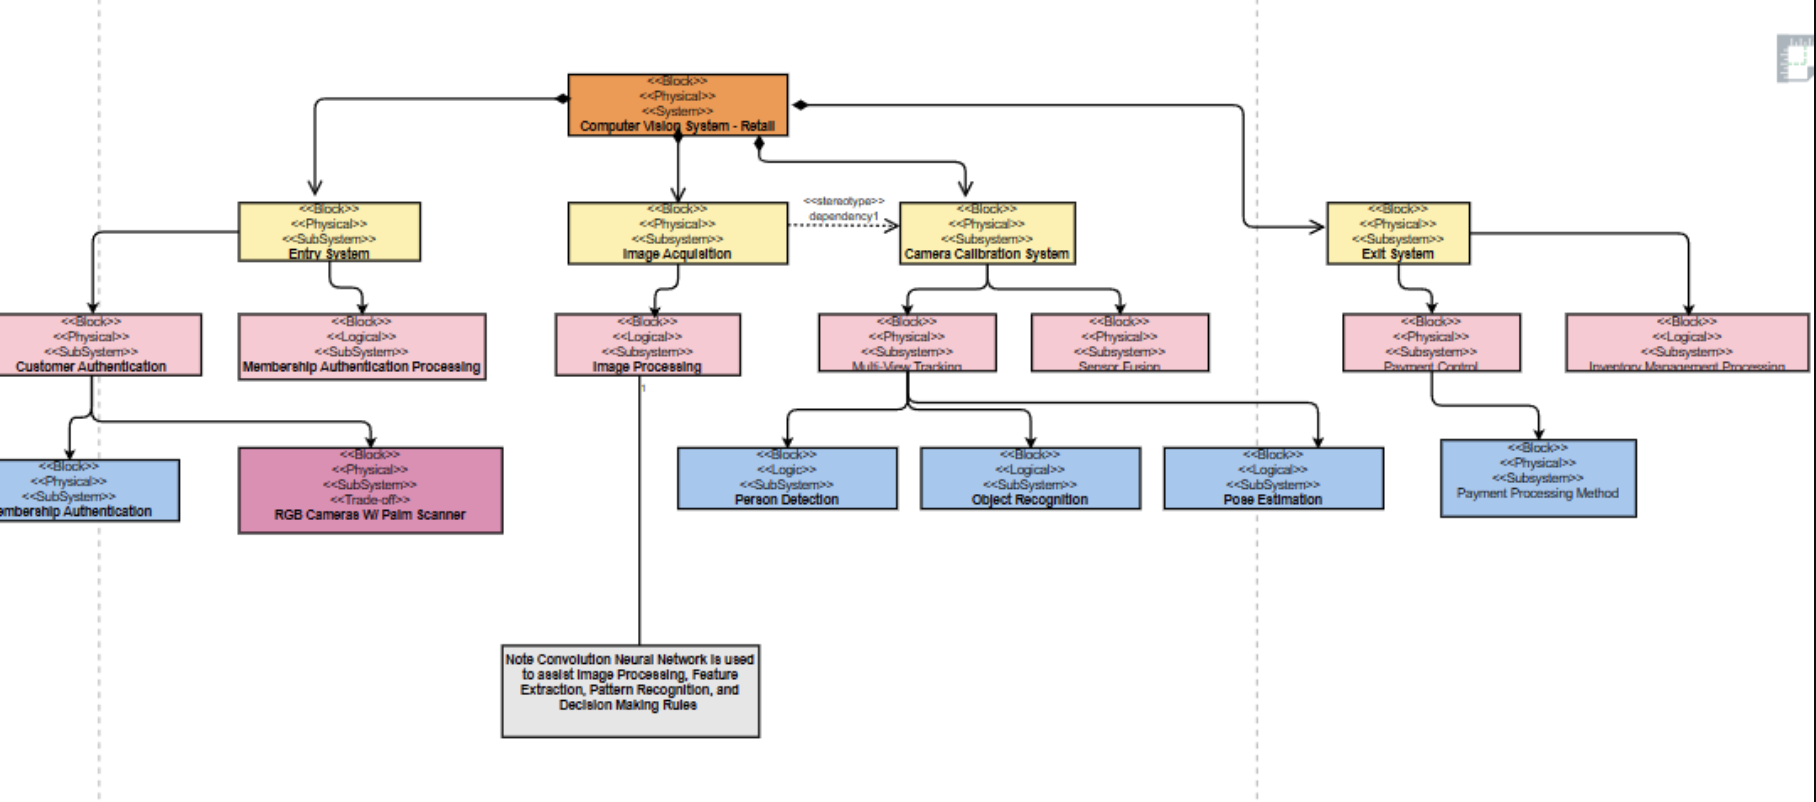 <<Block>>
<<Physical>>
<<System>>
Computer Vision System - Retail
<<Block>>
<<Physical>>
<<SubSystem>>
Entry System
<<Block>>
<<Physical>>
<<Subsystem>>
Image Acquisition
<<stereotype>>
dependency1
<<Block>>
<<Physical>>
<<Subsystem>>
Camera Calibration System
<<Block>>
<<Physical>>
<<Subsystem>>
Exit System
<<Block>>
<<Physical>>
<<SubSystem>>
Customer Authentication
<<Block>>
<<Logical>>
<<SubSystem>>
Membership Authentication Processing
<<Block>>
<<Logical>>
<<Subsystem>>
Image Processing
1
<<Block>>
<<Physical>>
<<Subsystem>>
Multi-View Tracking
<<Block>>
<<Physical>>
<<Subsystem>>
Sensor Fusion
<<Block>>
<<Physical>>
<<Subsystem>>
Payment Control
<<Block>>
<<Logical>>
<<Subsystem>>
Inventory Management Processing
<<Block>>
<<Physical>>
<<SubSystem>>
embership Authentication
<<Block>>
<<Physical>>
<<SubSystem>>
<<Trade-off>>
RGB Cameras W/ Palm Scanner
<<Block>>
<<Logic>>
<<SubSystem>>
Person Detection
<<Block>>
<<Logical>>
<<SubSystem>>
Object Recognition
<<Block>>
<<Logical>>
<<SubSystem>>
Pose Estimation
<<Block>>
<<Physical>>
<<Subsystem>>
Payment Processing Method
Note Convolution Neural Network is used
to assist Image Processing, Feature
Extraction, Pattern Recognition, and
Decision Making Rules